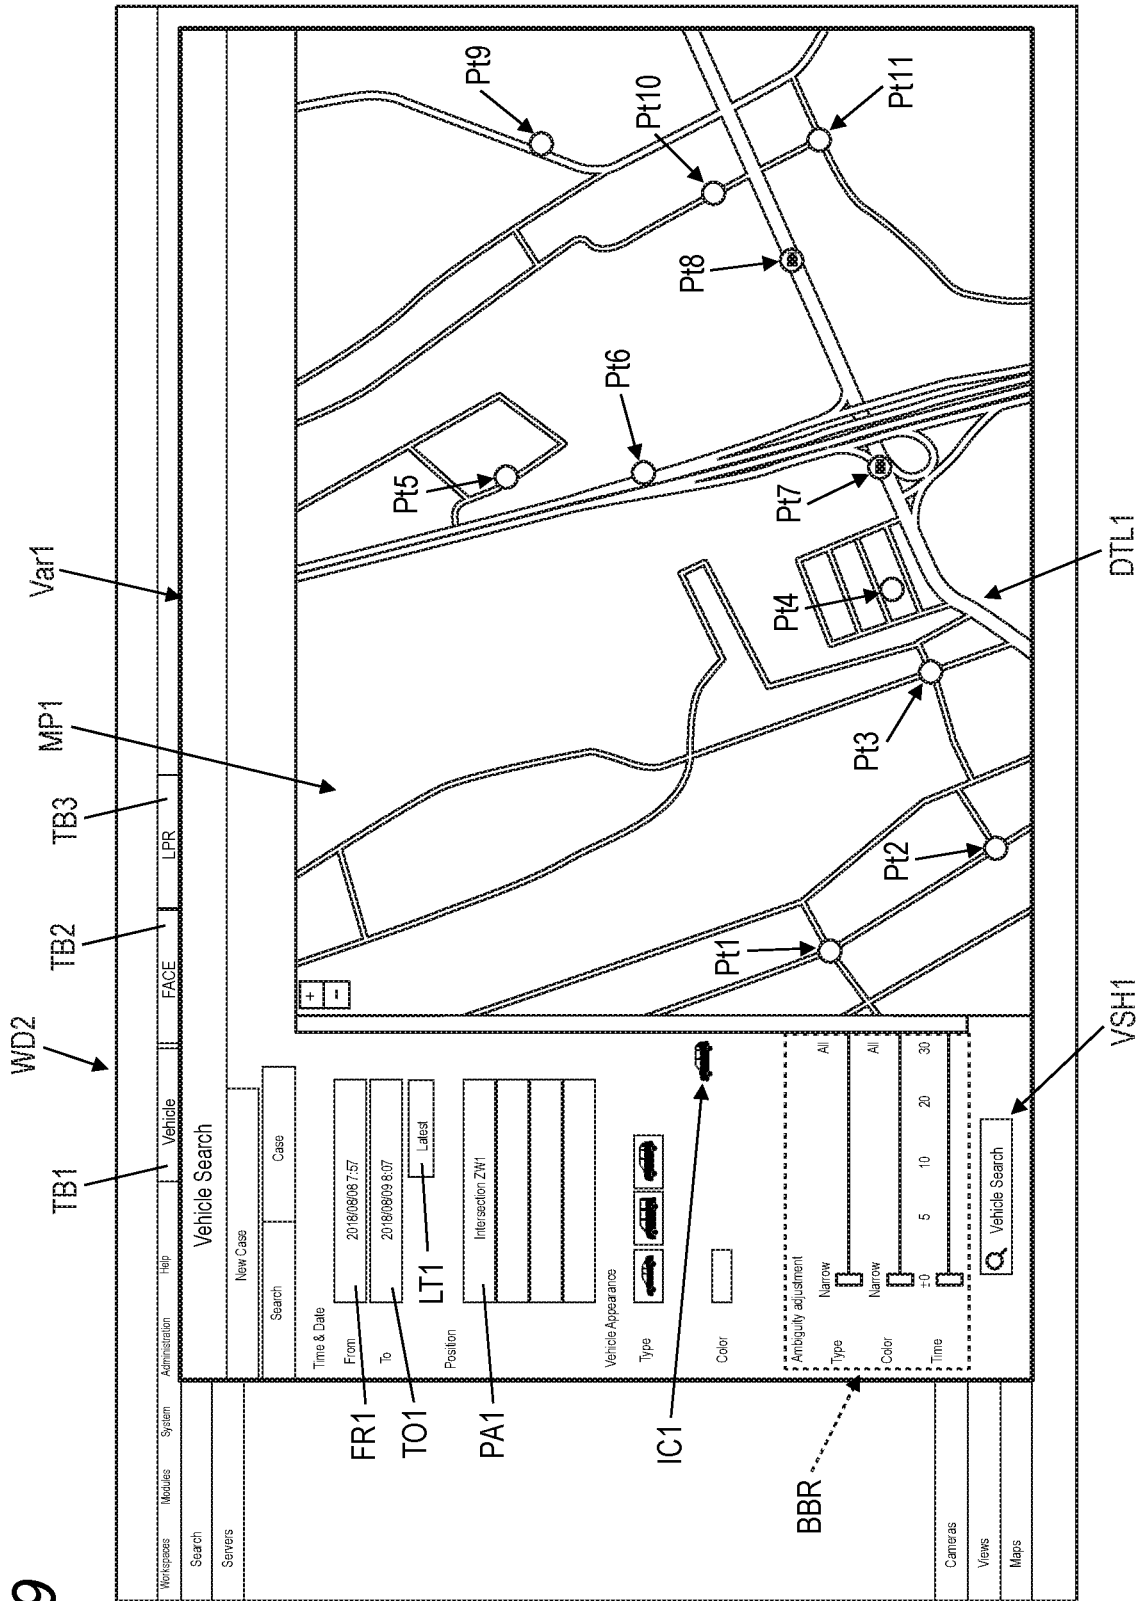 9
WD2
Var1
TB1
TB2
TB3
MP1
Workspaces Modules System Administration Help Vehicle FACE LPR
Search
Servers
Vehicle Search
New Case
Search Case
Time & Date
From 2018/08/08 7:57
To 2018/08/09 8:07
Latest
Position
Intersection ZW1
Vehicle Appearance
Type
Color
Ambiguity adjustment
Type Narrow All
Color Narrow All
Time ±0 5 10 20 30
Vehicle Search
Cameras
Views
Maps
FR1
TO1
LT1
PA1
IC1
BBR
VSH1
DTL1
+
−
Pt1
Pt2
Pt3
Pt4
Pt5
Pt6
Pt7
Pt8
Pt9
Pt10
Pt11